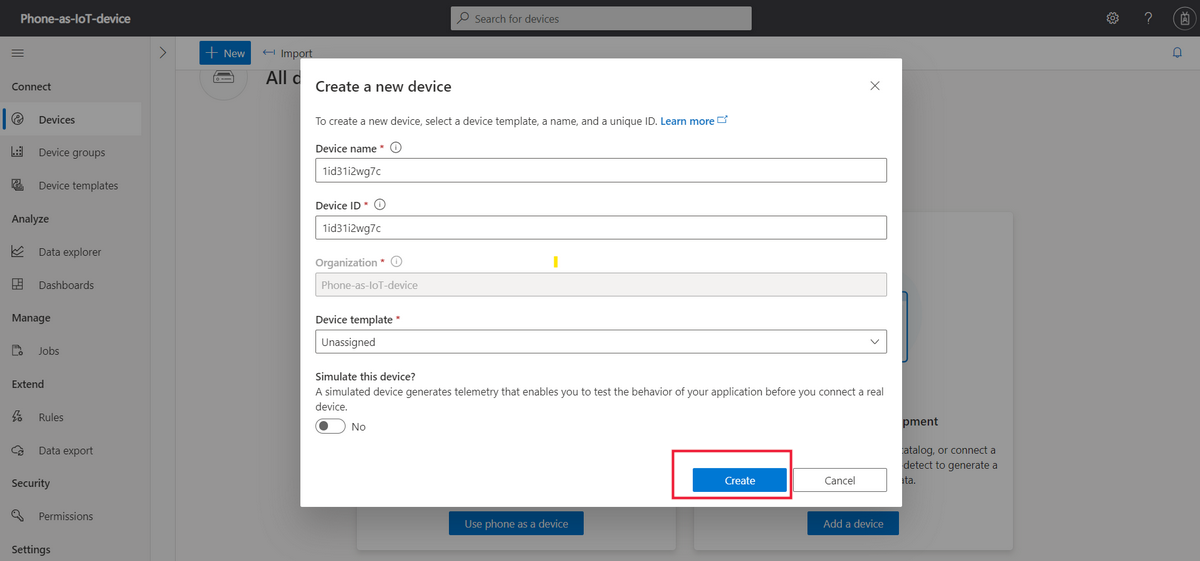 Phone-as-IoT-device
Search for devices
?
New
Import
Connect
Devices
Device groups
Device templates
Analyze
Data explorer
Dashboards
Manage
Jobs
Extend
Rules
Data export
Security
Permissions
Settings
All d
Create a new device
To create a new device, select a device template, a name, and a unique ID. Learn more
Device name *
1id31i2wg7c
Device ID *
1id31i2wg7c
Organization *
Phone-as-IoT-device
Device template *
Unassigned
Simulate this device?
A simulated device generates telemetry that enables you to test the behavior of your application before you connect a real
device.
No
Create
Cancel
pment
catalog, or connect a
detect to generate a
ata.
Use phone as a device
Add a device